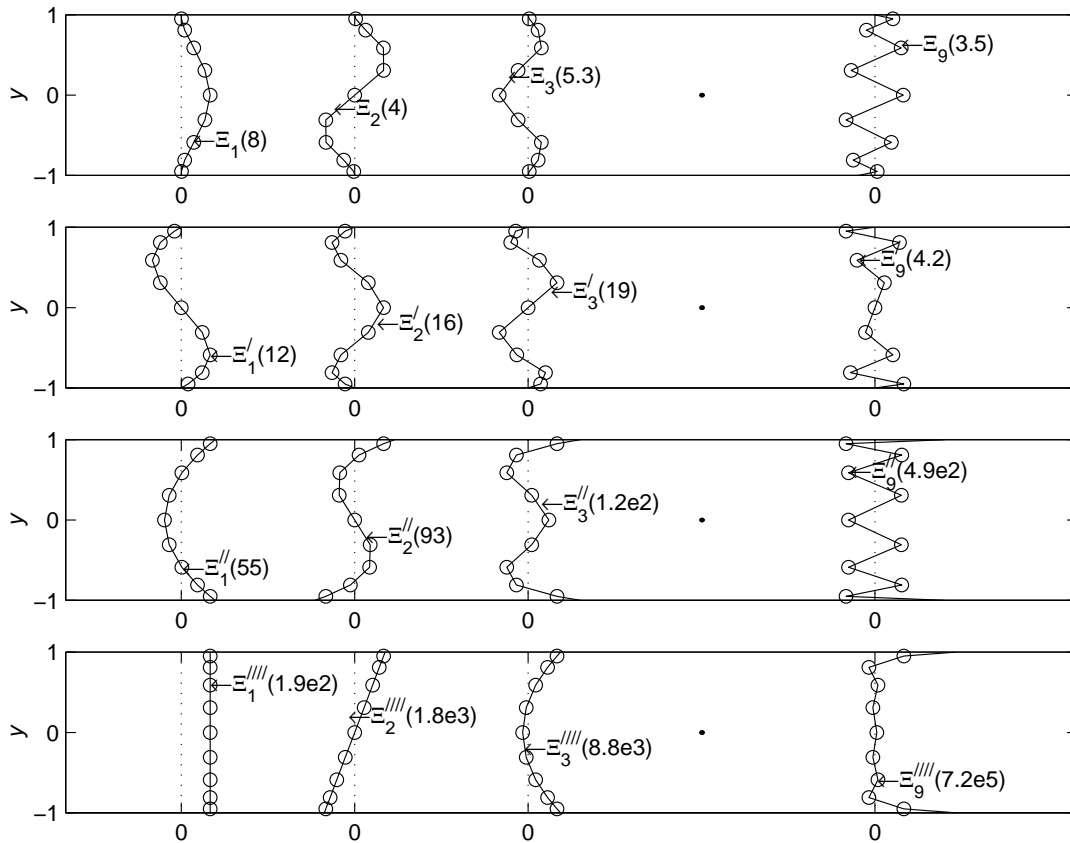 1
Ξ9(3.5)
Ξ3(5.3)
y
0
Ξ2(4)
Ξ1(8)
−1
0 0 0 0
1
Ξ9/(4.2)
Ξ3/(19)
y
0
Ξ2/(16)
Ξ1/(12)
−1
0 0 0 0
1
Ξ9//(4.9e2)
Ξ3//(1.2e2)
y
0
Ξ2//(93)
Ξ1//(55)
−1
0 0 0 0
1
Ξ1////(1.9e2)
Ξ2////(1.8e3)
y
0
Ξ3////(8.8e3)
Ξ9////(7.2e5)
−1
0 0 0 0